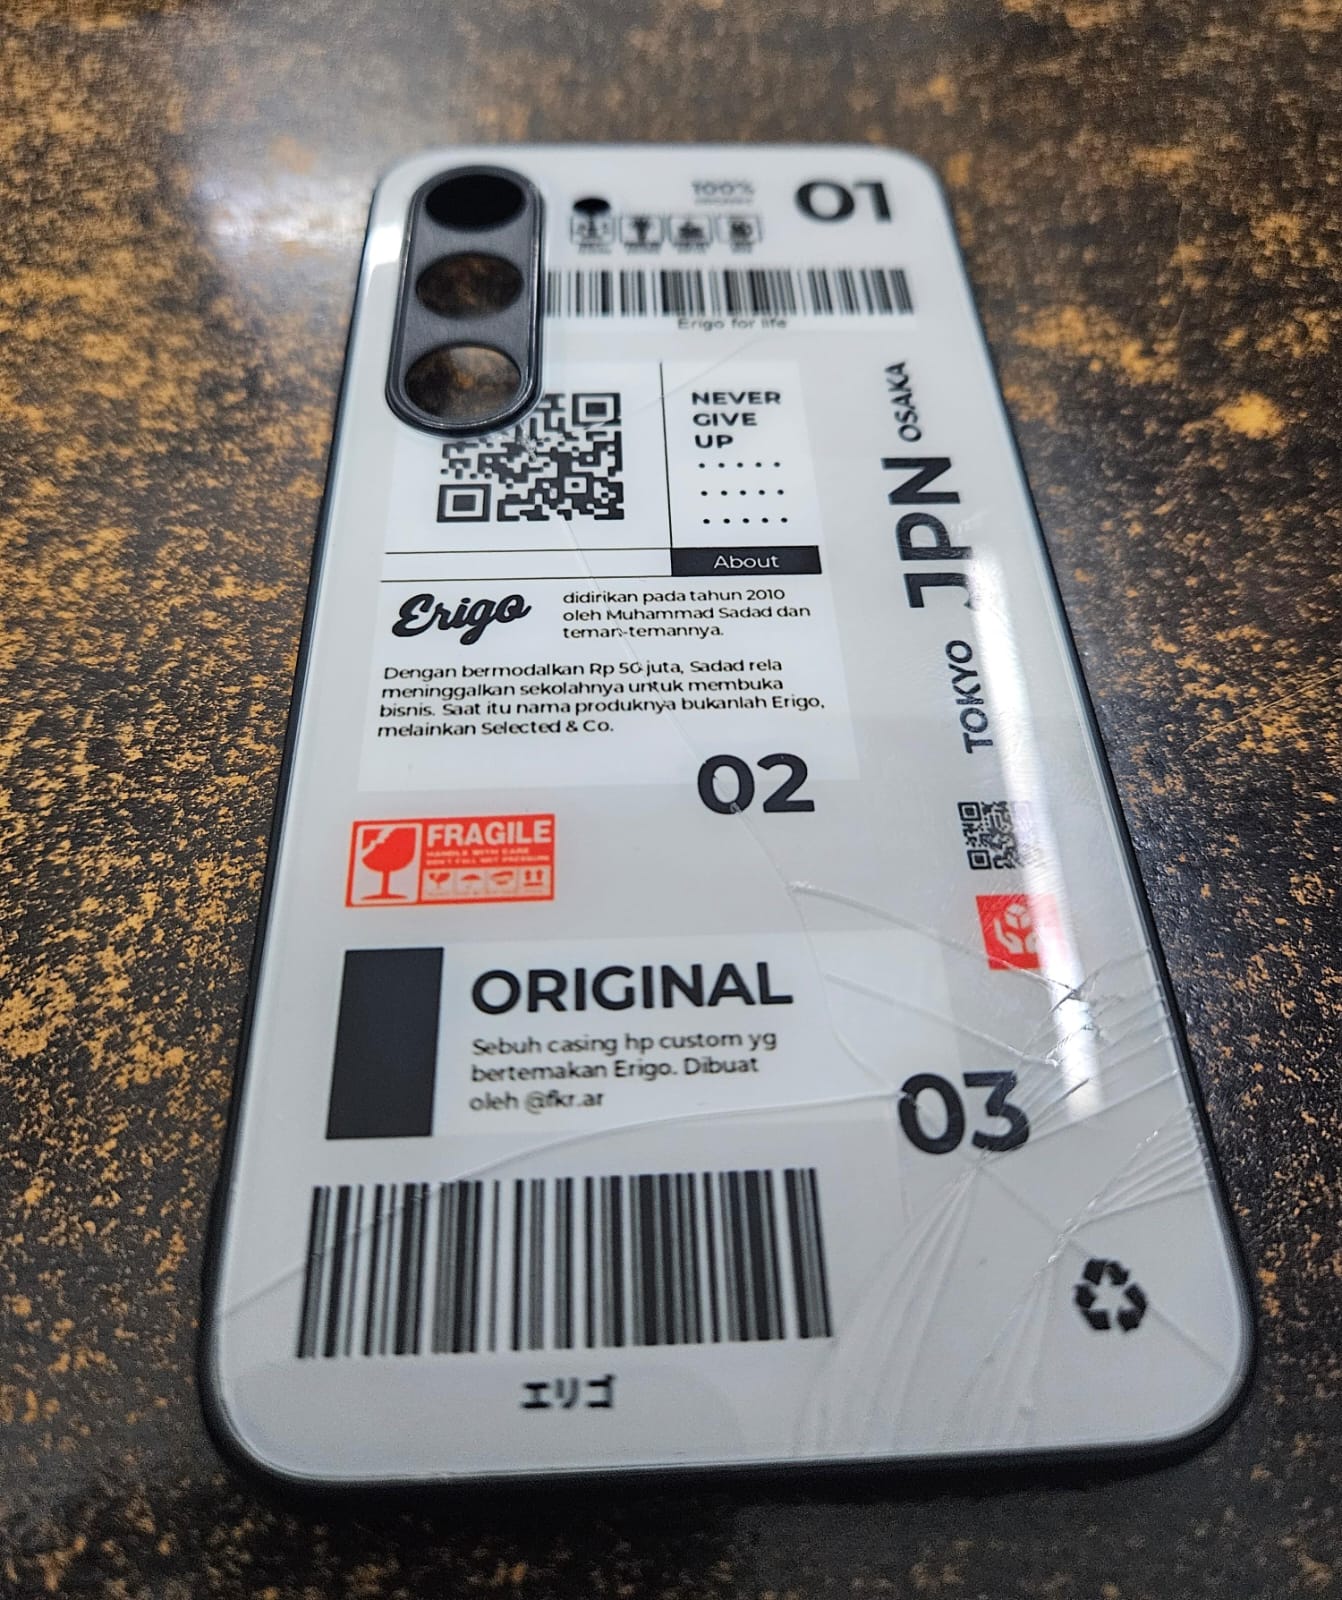 100%
01
Erigo for life
NEVER
GIVE
UP
About
Erigo
didirikan pada tahun 2010
oleh Muhammad Sadad dan
teman-temannya.
Dengan bermodalkan Rp 50 juta, Sadad rela
meninggalkan sekolahnya untuk membuka
bisnis. Saat itu nama produknya bukanlah Erigo,
melainkan Selected & Co.
02
OSAKA
JPN
TOKYO
FRAGILE
HANDLE WITH CARE
ORIGINAL
Sebuh casing hp custom yg
bertemakan Erigo. Dibuat
oleh @fkr.ar
03
エリゴ